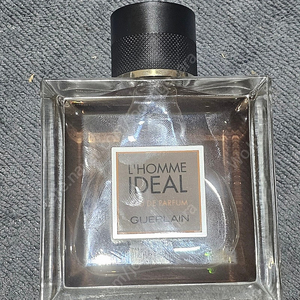 L'HOMME
IDEAL
DE PARFUM
GUERLAIN